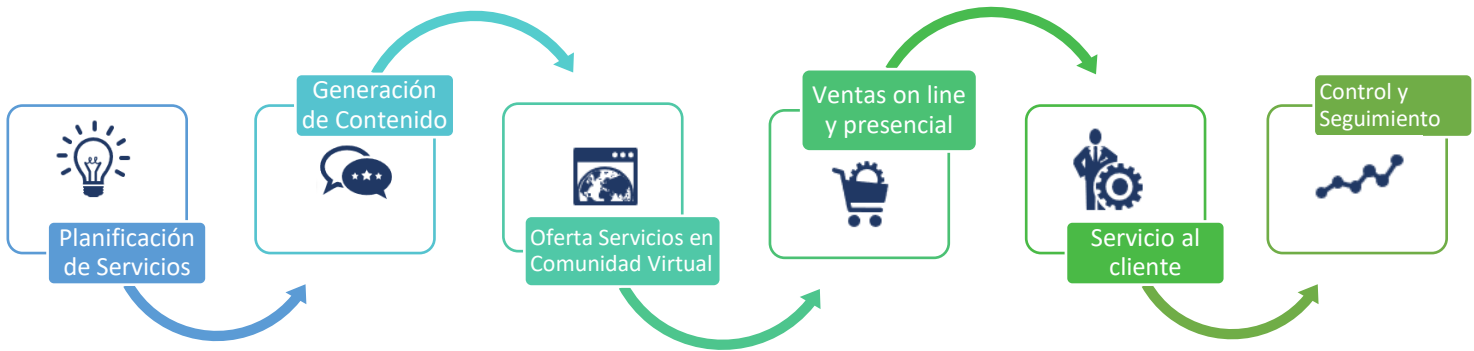 Planificación
de Servicios
Generación
de Contenido
Oferta Servicios en
Comunidad Virtual
Ventas on line
y presencial
Servicio al
cliente
Control y
Seguimiento